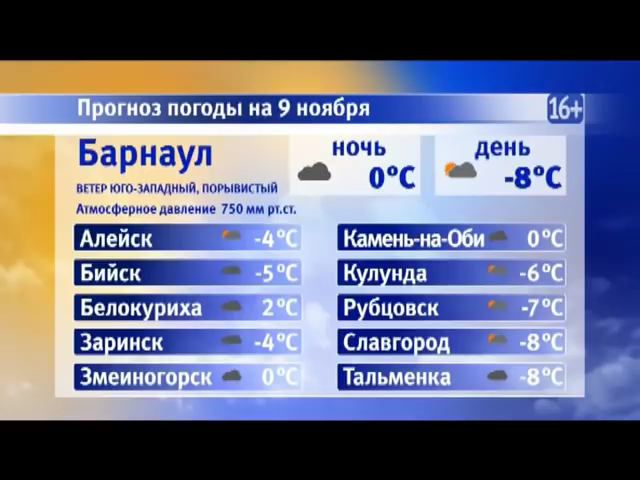 Прогноз погоды на 9 ноября 16+
Барнаул
ночь 0°C
день -8°C
ВЕТЕР ЮГО-ЗАПАДНЫЙ, ПОРЫВИСТЫЙ
Атмосферное давление 750 мм рт.ст.
Алейск -4°C
Бийск -5°C
Белокуриха 2°C
Заринск -4°C
Змеиногорск 0°C
Камень-на-Оби 0°C
Кулунда -6°C
Рубцовск -7°C
Славгород -8°C
Тальменка -8°C